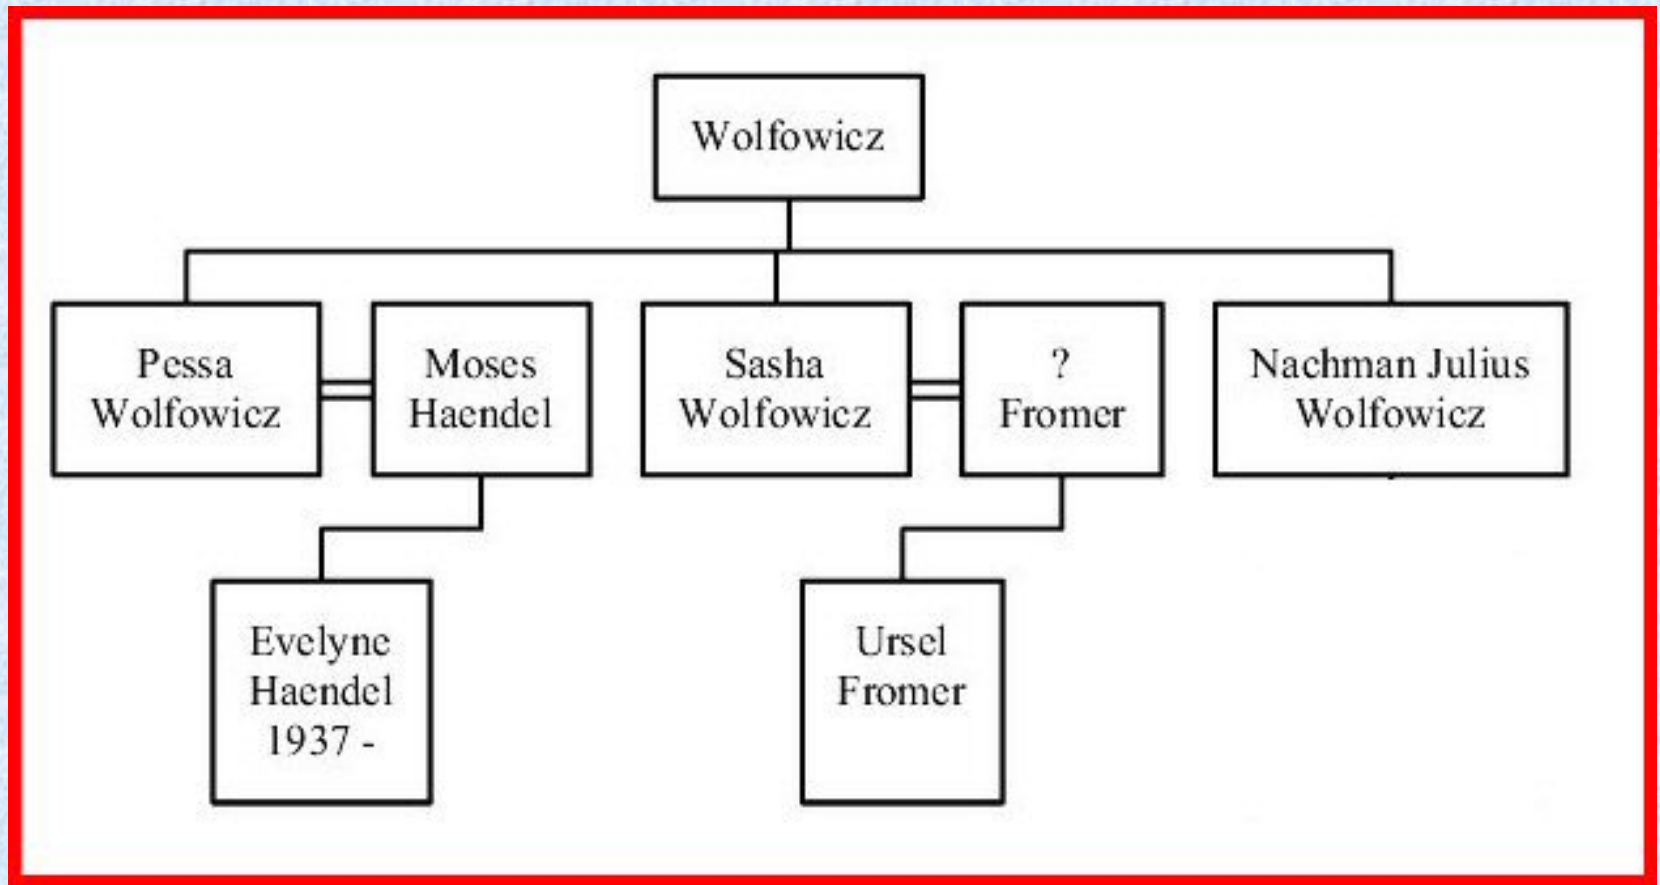 Wolfowicz
Pessa
Wolfowicz
Moses
Haendel
Sasha
Wolfowicz
?
Fromer
Nachman Julius
Wolfowicz
Evelyne
Haendel
1937 -
Ursel
Fromer